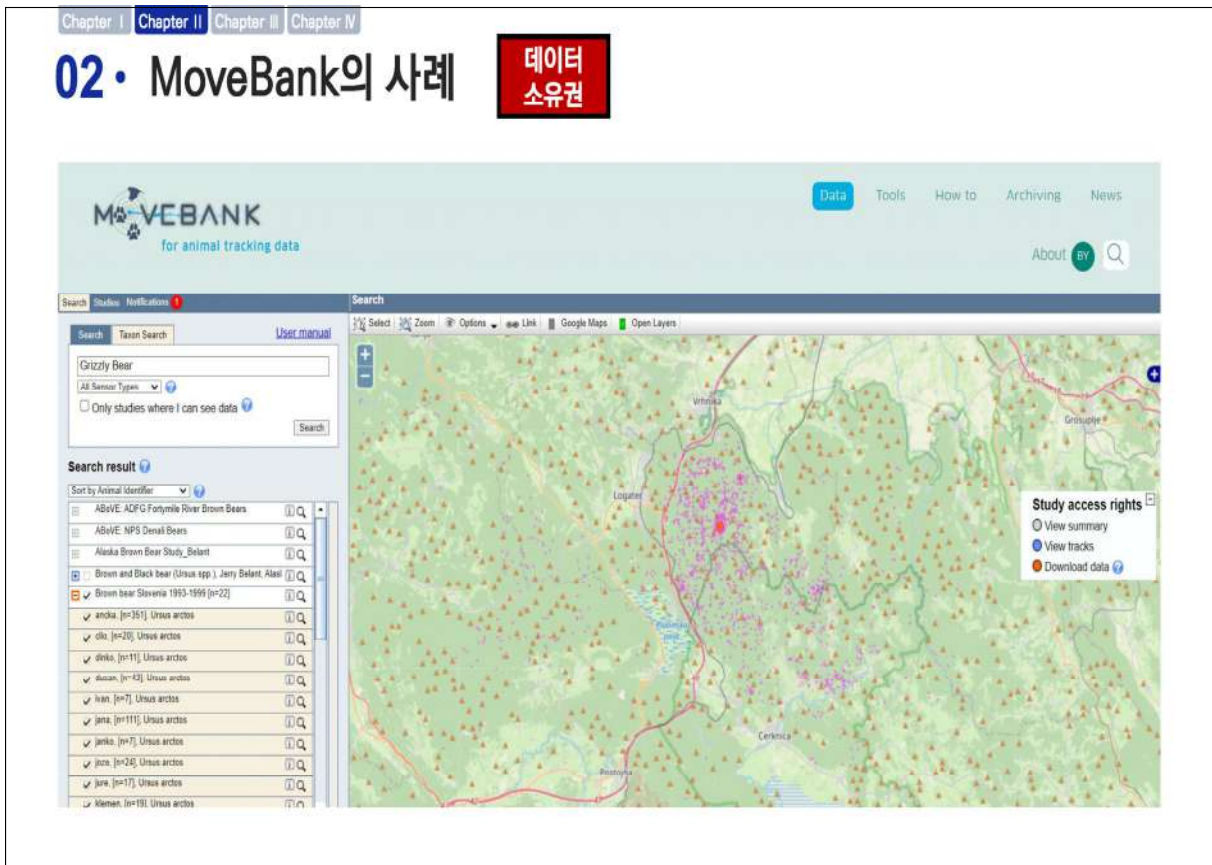 Chapter I Chapter II Chapter III Chapter IV
02· MoveBank의 사례
데이터
소유권
MOVEBANK
for animal tracking data
Data Tools How to Archiving News
About BY
Search Studies Notifications 1
Search
Search Taxon Search User manual
Select Zoom Options Link Google Maps Open Layers
Grizzly Bear
All Sensor Types
Only studies where I can see data
Search
Search result
Sort by Animal Identifier
ABoVE: ADFG Fortymile River Brown Bears
ABoVE: NPS Denali Bears
Alaska Brown Bear Study_Belant
Brown and Black bear (Ursus spp.), Jerry Belant, Alasl
Brown bear Slovenia 1993-1999 [n=22]
ancka, [n=351], Ursus arctos
clio, [n=20], Ursus arctos
dinko, [n=11], Ursus arctos
dusan, [n=43], Ursus arctos
ivan, [n=7], Ursus arctos
jana, [n=111], Ursus arctos
janko, [n=7], Ursus arctos
joze, [n=24], Ursus arctos
jure, [n=17], Ursus arctos
klemen, [n=19], Ursus arctos
Vrhnika
Grosuplje
Logatec
Cerknica
Postojna
Study access rights
View summary
View tracks
Download data